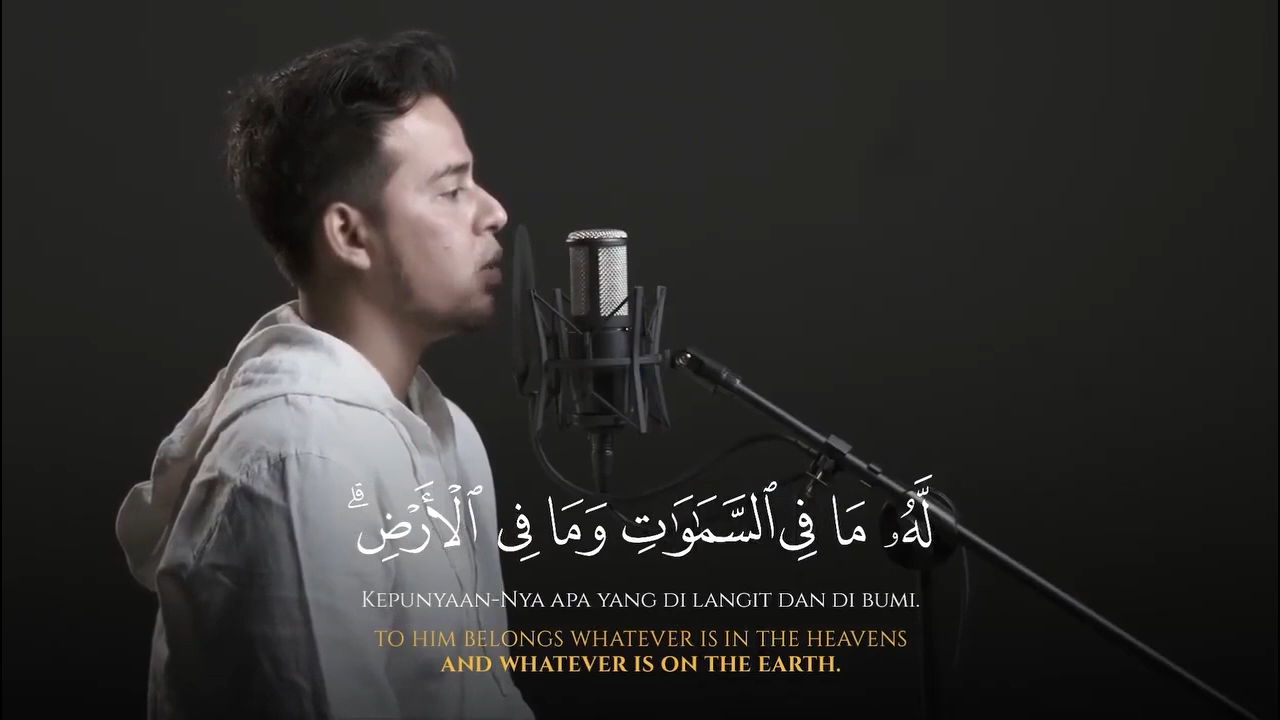 لَّهُۥ مَا فِي ٱلسَّمَٰوَٰتِ وَمَا فِي ٱلْأَرْضِ ۗ
Kepunyaan-Nya apa yang di langit dan di bumi.
TO HIM BELONGS WHATEVER IS IN THE HEAVENS
AND WHATEVER IS ON THE EARTH.